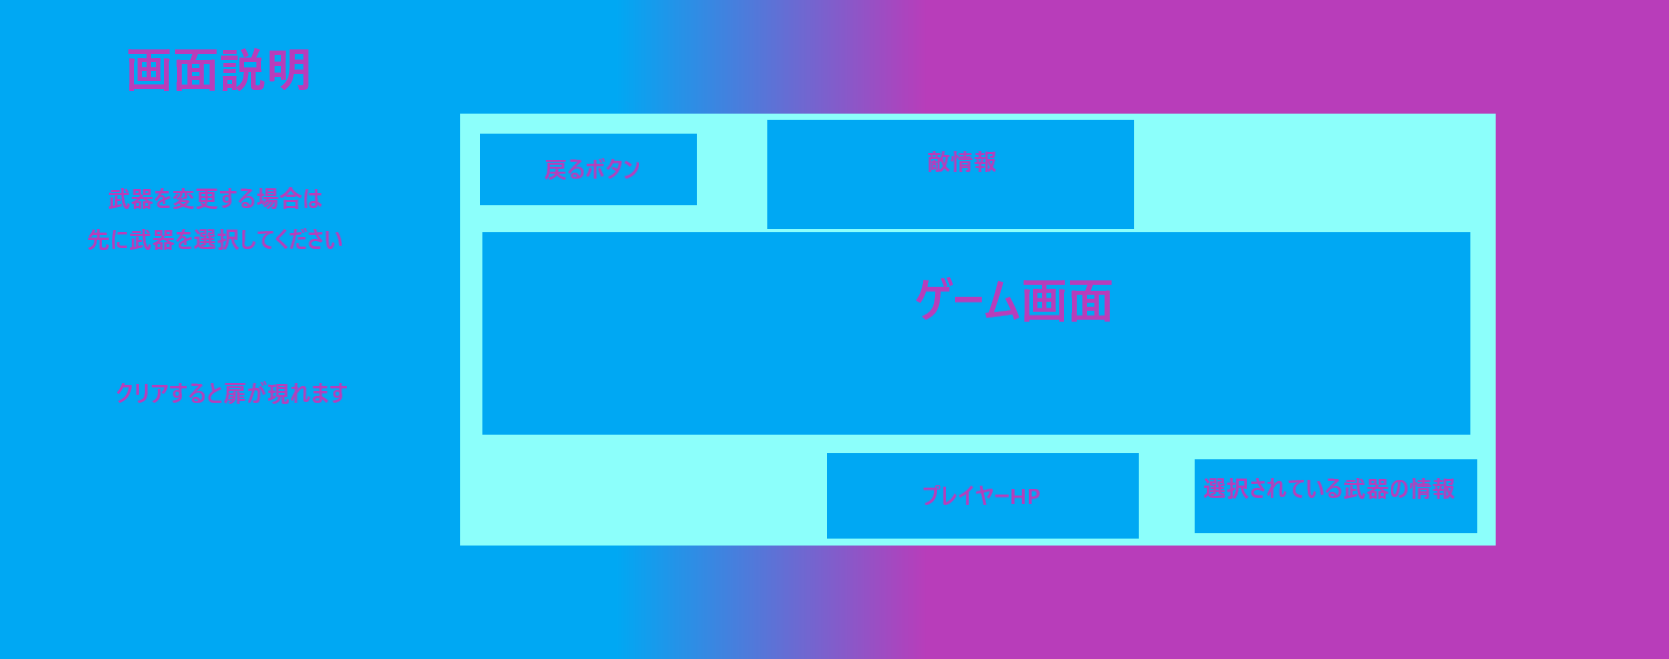 画面説明
武器を変更する場合は
先に武器を選択してください
クリアすると扉が現れます
戻るボタン
敵情報
ゲーム画面
プレイヤーHP
選択されている武器の情報